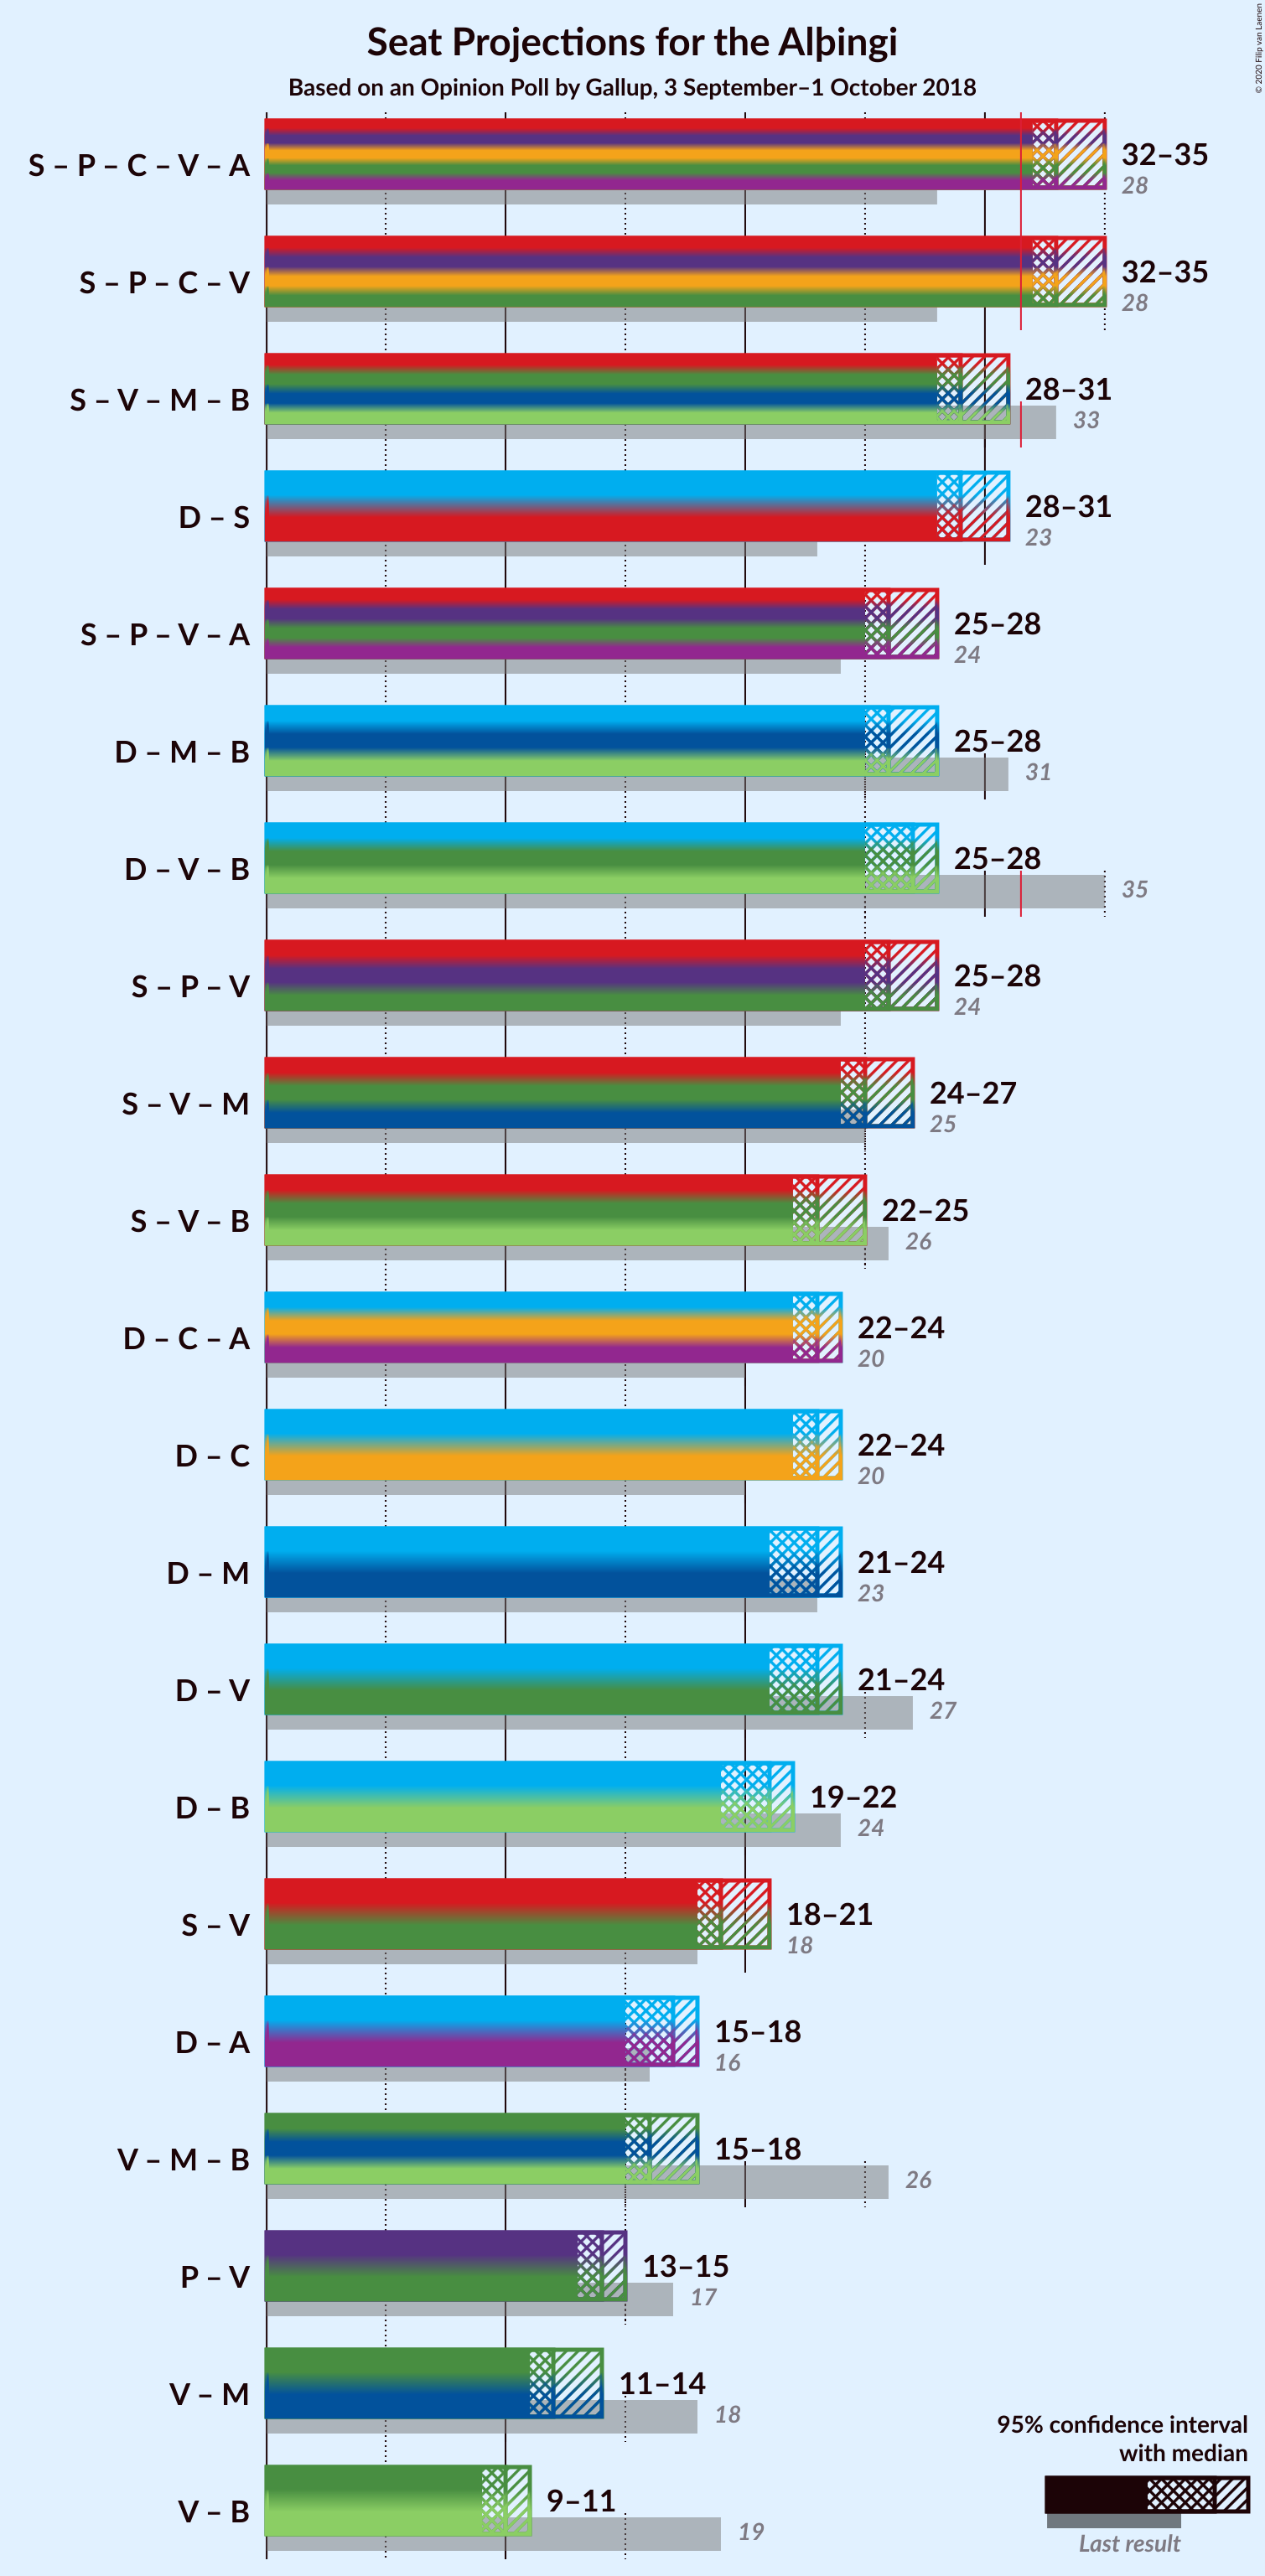 Seat Projections for the Alþingi
Based on an Opinion Poll by Gallup, 3 September–1 October 2018
© 2020 Filip van Laenen
S – P – C – V – A
32–35
28
S – P – C – V
32–35
28
S – V – M – B
28–31
33
D – S
28–31
23
S – P – V – A
25–28
24
D – M – B
25–28
31
D – V – B
25–28
35
S – P – V
25–28
24
S – V – M
24–27
25
S – V – B
22–25
26
D – C – A
22–24
20
D – C
22–24
20
D – M
21–24
23
D – V
21–24
27
D – B
19–22
24
S – V
18–21
18
D – A
15–18
16
V – M – B
15–18
26
P – V
13–15
17
V – M
11–14
18
V – B
9–11
19
95% confidence interval
with median
Last result